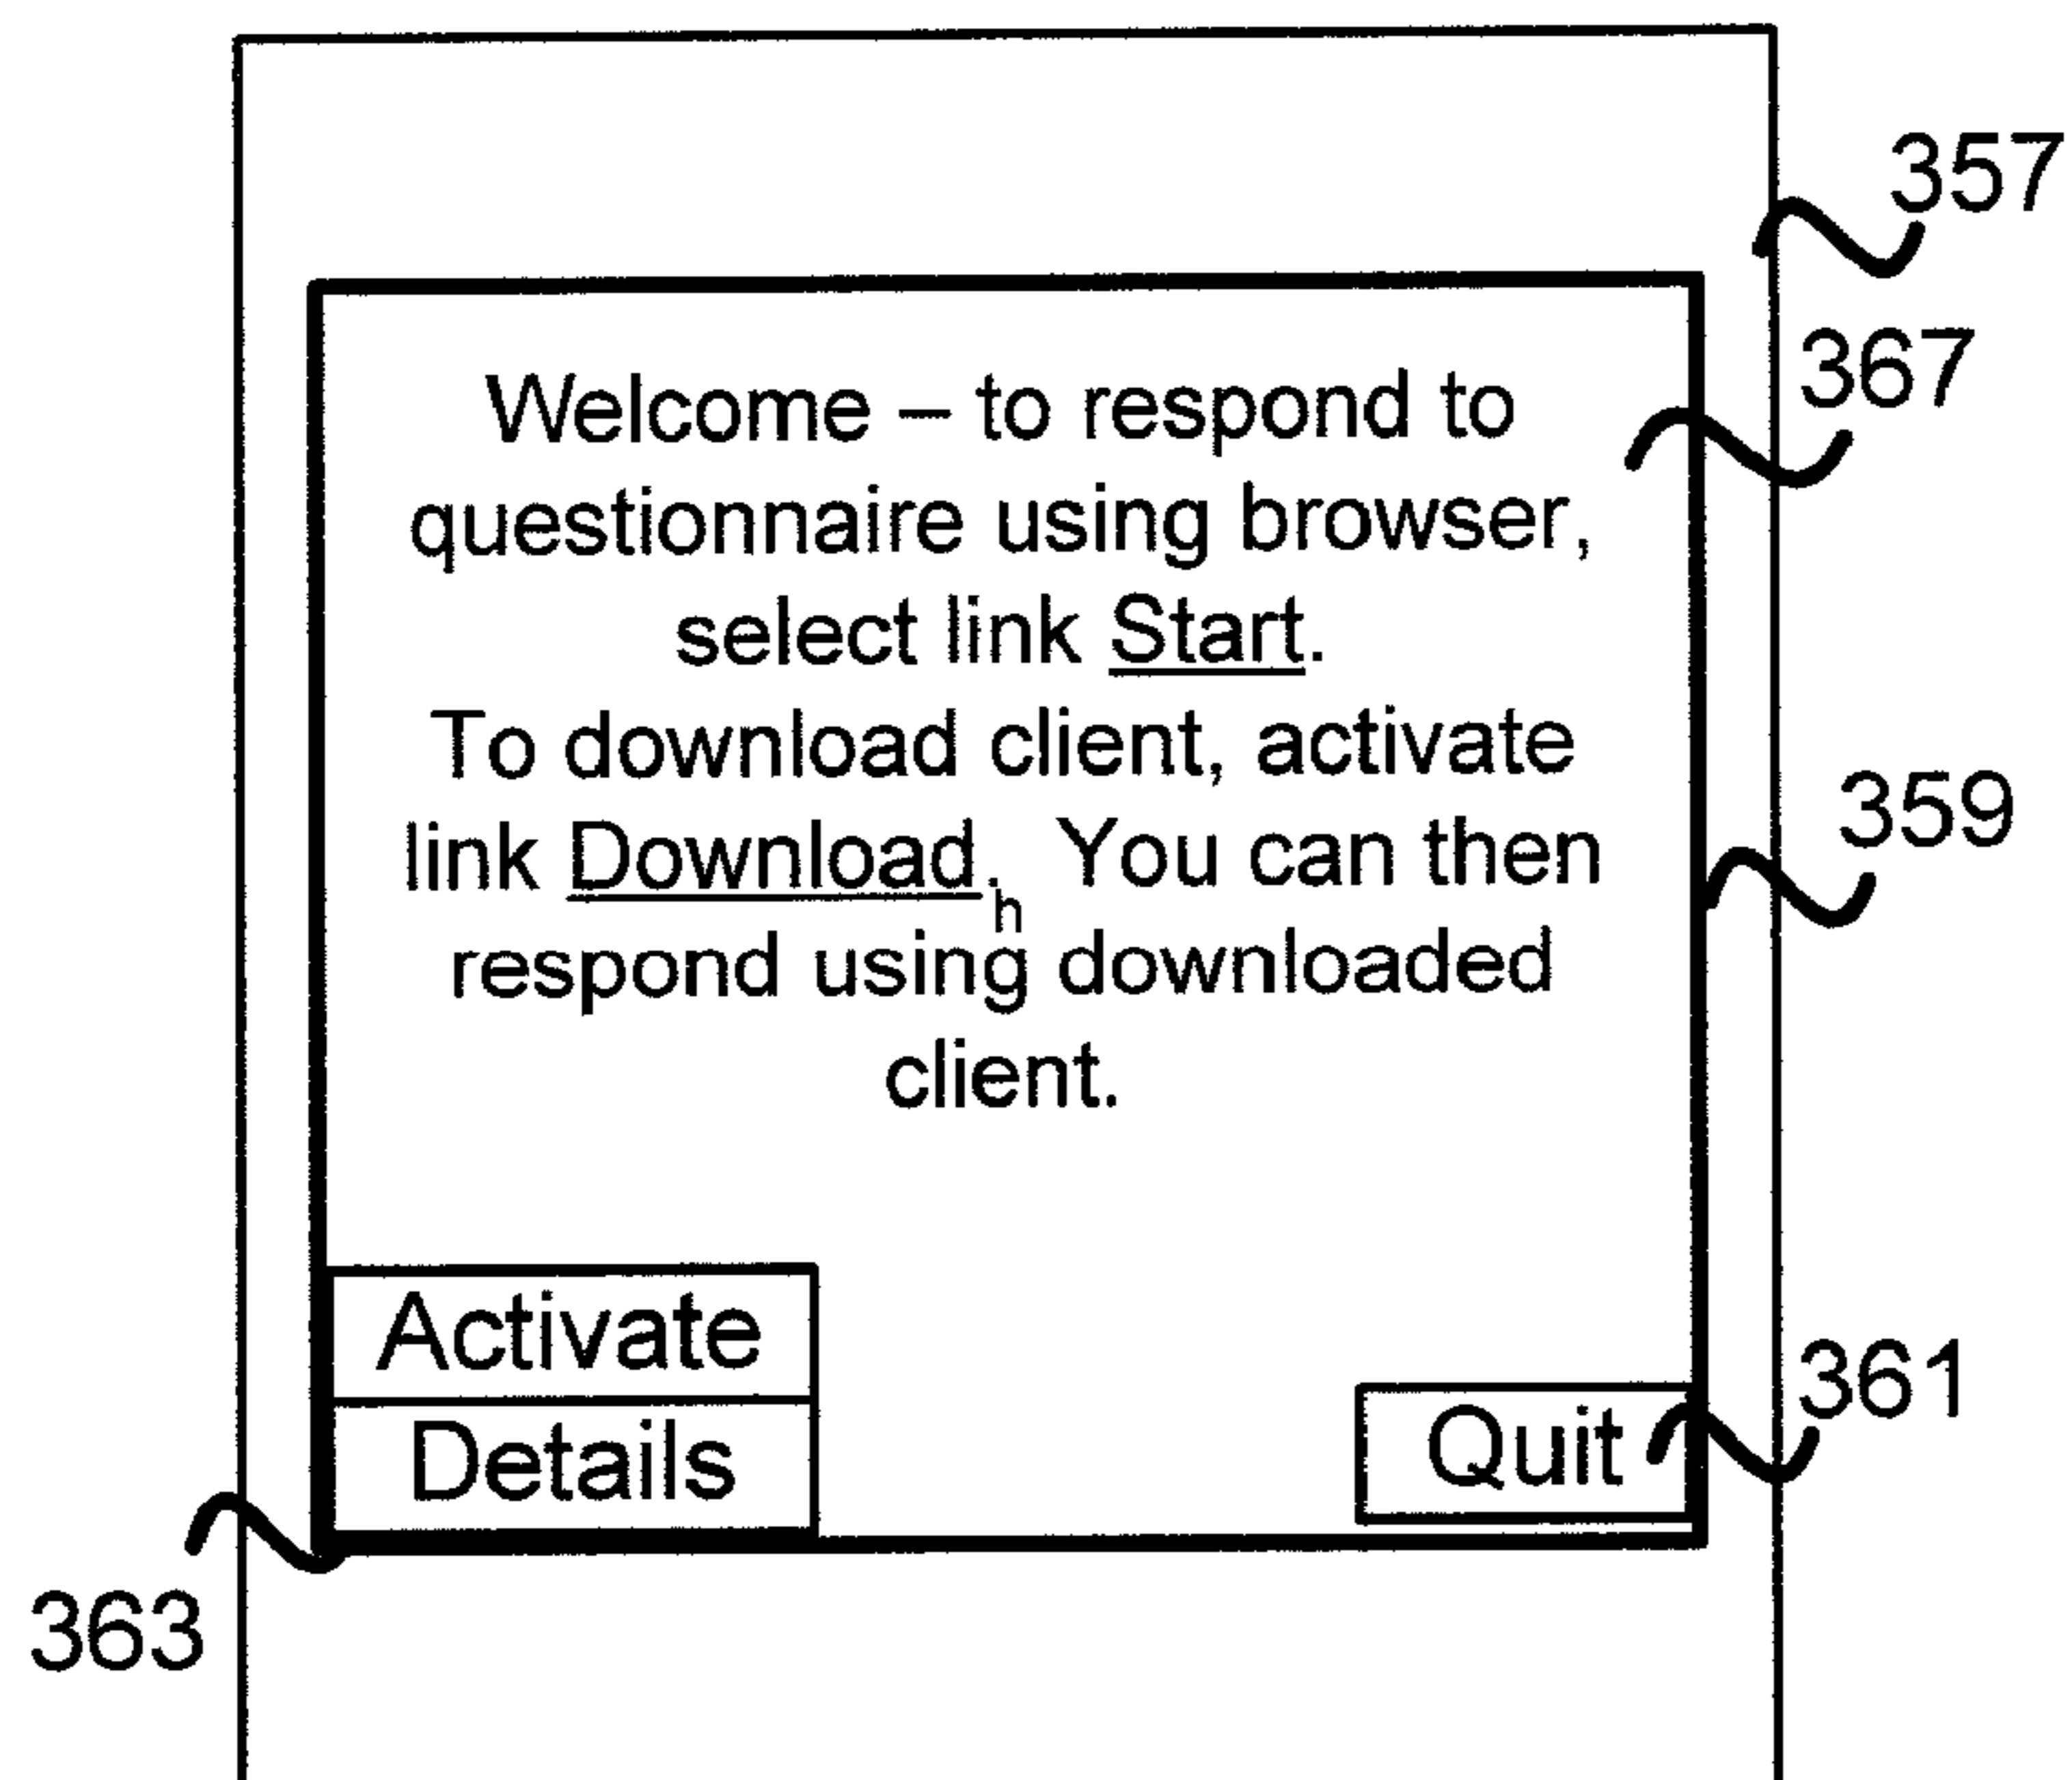 357
367
Welcome – to respond to
questionnaire using browser,
select link Start.
To download client, activate
link Download. You can then
h
respond using downloaded
client.
359
Activate
Details
Quit
361
363